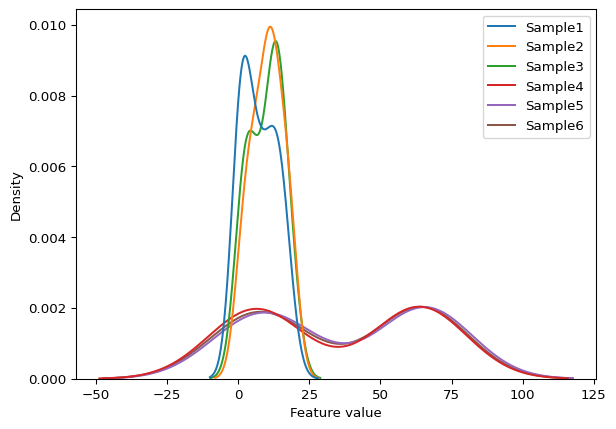 Sample1
Sample2
Sample3
Sample4
Sample5
Sample6
0.010
0.008
0.006
0.004
0.002
0.000
Density
−50
−25
0
25
50
75
100
125
Feature value